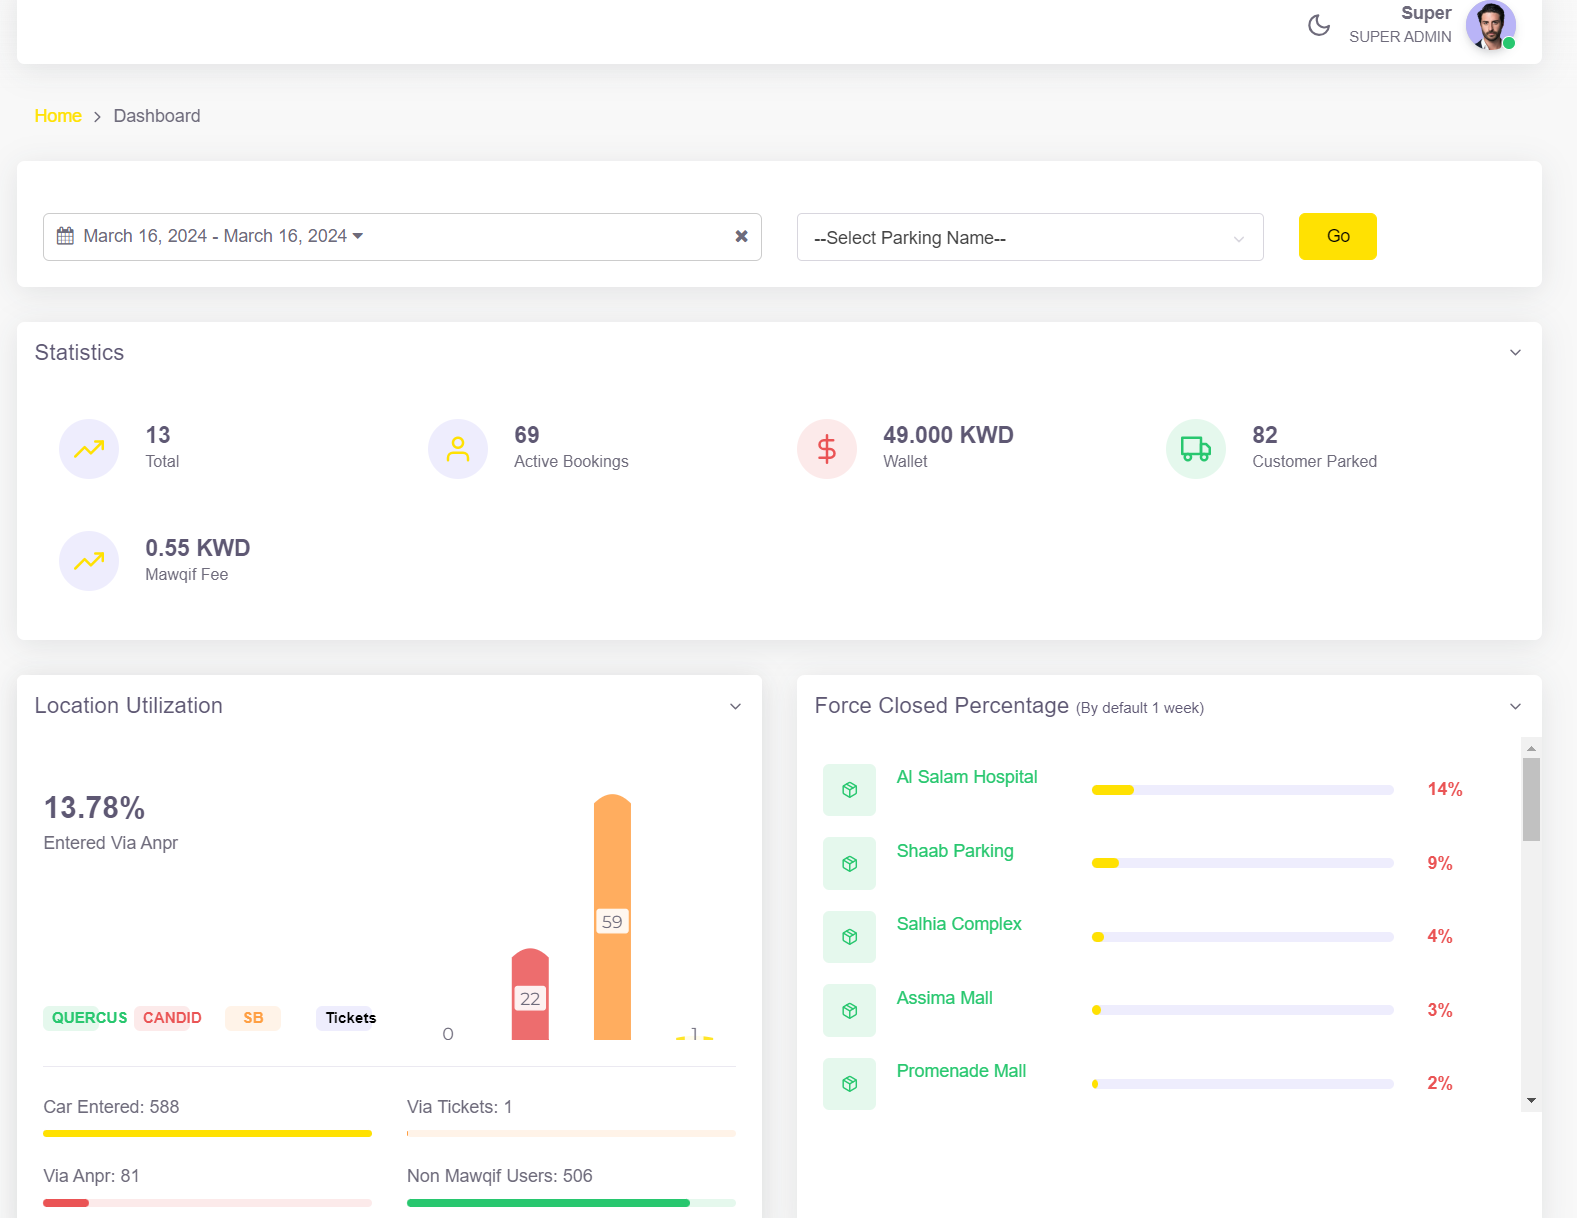 Super
SUPER ADMIN
Home > Dashboard
March 16, 2024 - March 16, 2024
--Select Parking Name--
Go
Statistics
13
Total
69
Active Bookings
49.000 KWD
Wallet
82
Customer Parked
0.55 KWD
Mawqif Fee
Location Utilization
13.78%
Entered Via Anpr
QUERCUS CANDID SB Tickets
0
22
59
1
Car Entered: 588
Via Tickets: 1
Via Anpr: 81
Non Mawqif Users: 506
Force Closed Percentage (By default 1 week)
Al Salam Hospital
14%
Shaab Parking
9%
Salhia Complex
4%
Assima Mall
3%
Promenade Mall
2%